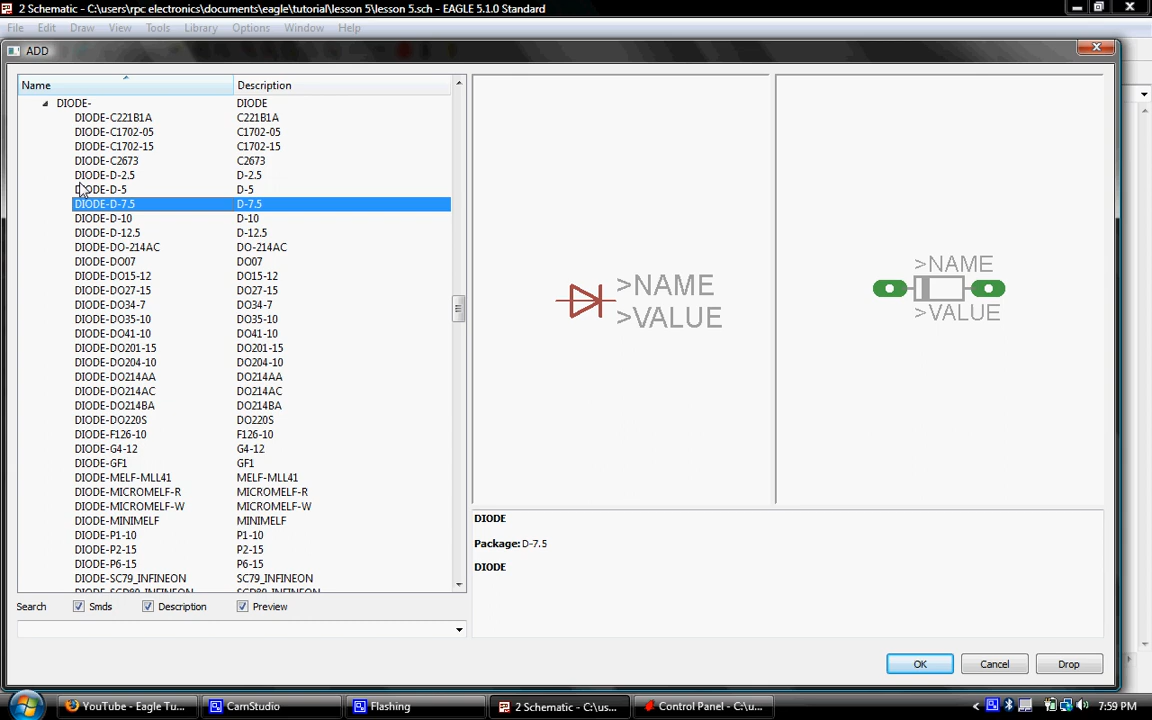 2 Schematic - C:\users\rpc electronics\documents\eagle\tutorial\lesson 5\lesson 5.sch - EAGLE 5.1.0 Standard
File Edit Draw View Tools Library Options Window Help
ADD
Name Description
DIODE- DIODE
DIODE-C221B1A C221B1A
DIODE-C1702-05 C1702-05
DIODE-C1702-15 C1702-15
DIODE-C2673 C2673
DIODE-D-2.5 D-2.5
DIODE-D-5 D-5
DIODE-D-7.5 D-7.5
DIODE-D-10 D-10
DIODE-D-12.5 D-12.5
DIODE-DO-214AC DO-214AC
DIODE-DO07 DO07
DIODE-DO15-12 DO15-12
DIODE-DO27-15 DO27-15
DIODE-DO34-7 DO34-7
DIODE-DO35-10 DO35-10
DIODE-DO41-10 DO41-10
DIODE-DO201-15 DO201-15
DIODE-DO204-10 DO204-10
DIODE-DO214AA DO214AA
DIODE-DO214AC DO214AC
DIODE-DO214BA DO214BA
DIODE-DO220S DO220S
DIODE-F126-10 F126-10
DIODE-G4-12 G4-12
DIODE-GF1 GF1
DIODE-MELF-MLL41 MELF-MLL41
DIODE-MICROMELF-R MICROMELF-R
DIODE-MICROMELF-W MICROMELF-W
DIODE-MINIMELF MINIMELF
DIODE-P1-10 P1-10
DIODE-P2-15 P2-15
DIODE-P6-15 P6-15
DIODE-SC79_INFINEON SC79_INFINEON
Search Smds Description Preview
>NAME
>VALUE
>NAME
>VALUE
DIODE
Package: D-7.5
DIODE
OK Cancel Drop
YouTube - Eagle Tu... CamStudio Flashing 2 Schematic - C:\us... Control Panel - C:\u... 7:59 PM